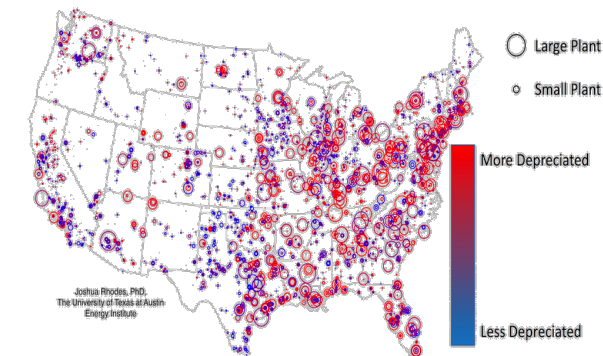 Large Plant
Small Plant
More Depreciated
Less Depreciated
Joshua Rhodes, PhD,
The University of Texas at Austin
Energy Institute